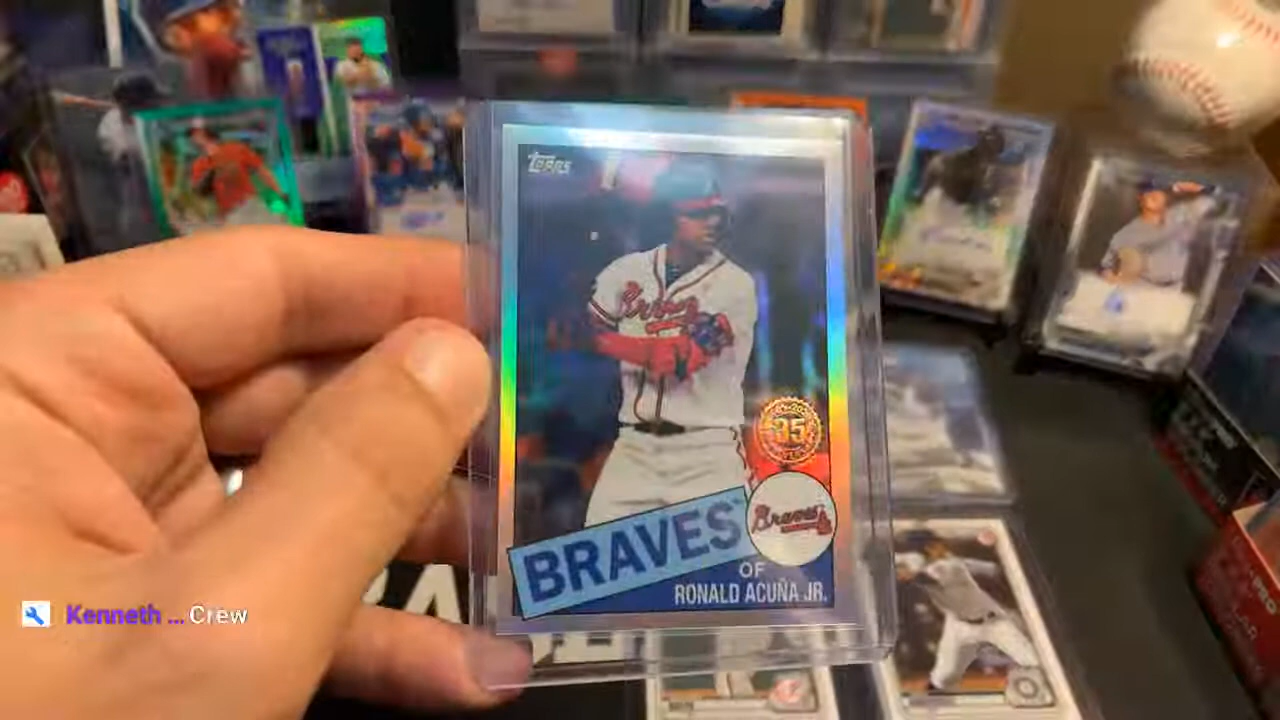 Topps
Braves
35
BRAVES
Braves
OF
RONALD ACUÑA JR.
Kenneth ... Crew